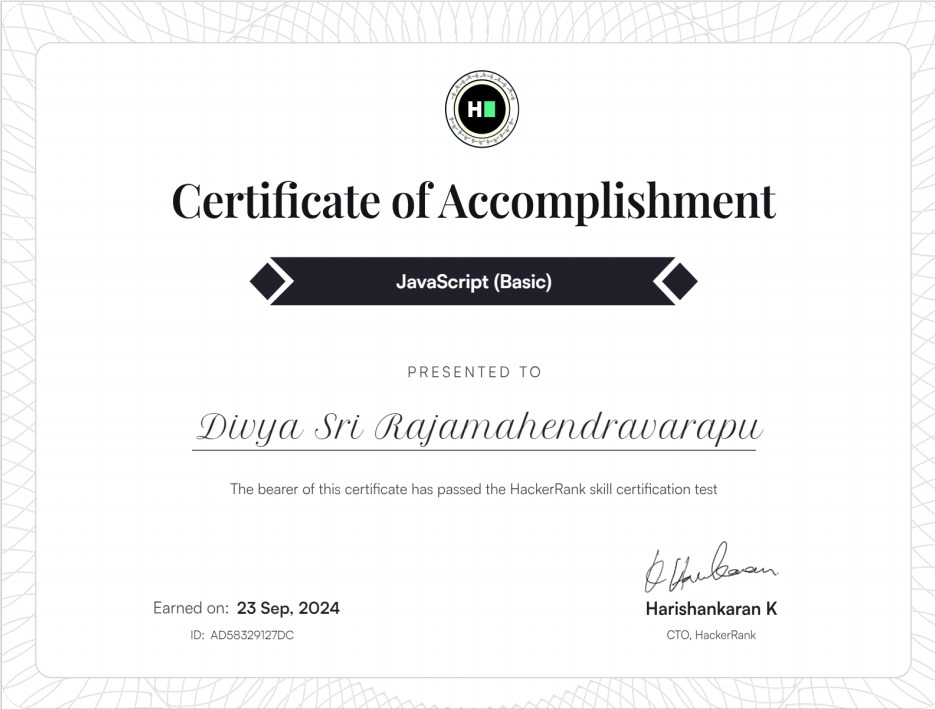 H
Certificate of Accomplishment
JavaScript (Basic)
PRESENTED TO
Divya Sri Rajamahendravarapu
The bearer of this certificate has passed the HackerRank skill certification test
Earned on: 23 Sep, 2024
ID: AD58329127DC
Harishankaran K
CTO, HackerRank